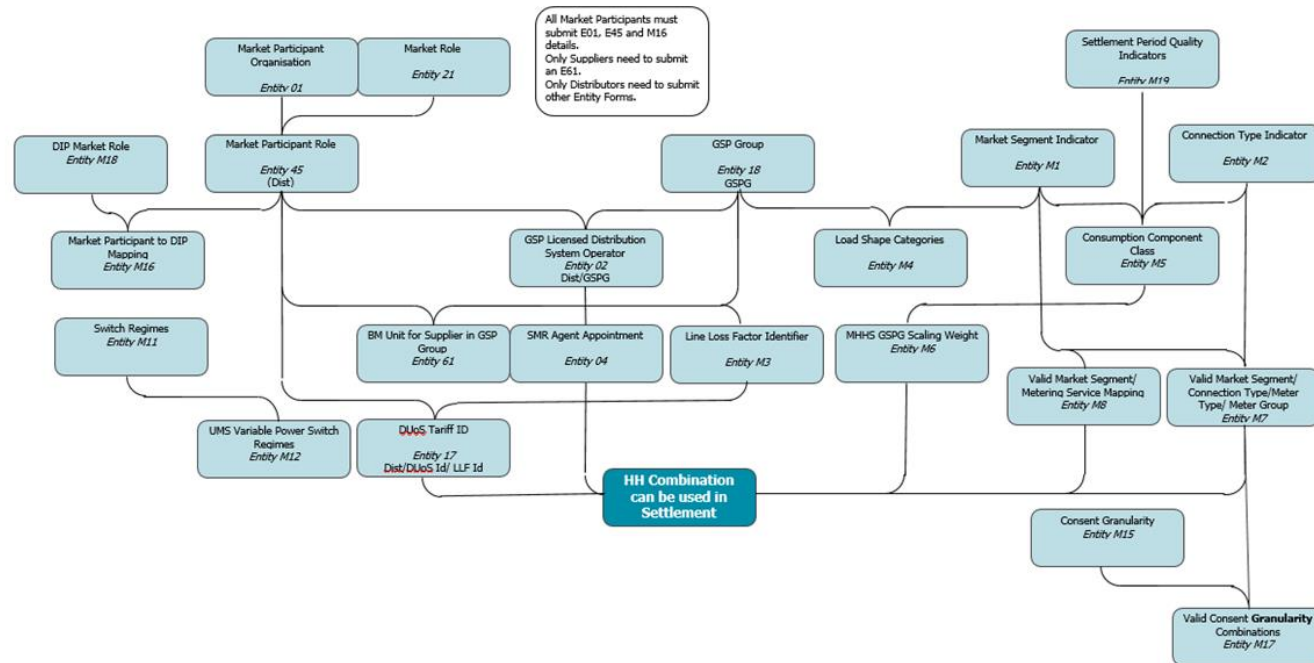 All Market Participants must
submit E01, E45 and M16
details.
Only Suppliers need to submit
an E61.
Only Distributors need to submit
other Entity Forms.
Market Participant
Organisation
Entity 01
Market Role
Entity 21
Settlement Period Quality
Indicators
Entity M19
DIP Market Role
Entity M18
Market Participant Role
Entity 45
(Dist)
GSP Group
Entity 18
GSPG
Market Segment Indicator
Entity M1
Connection Type Indicator
Entity M2
Market Participant to DIP
Mapping
Entity M16
GSP Licensed Distribution
System Operator
Entity 02
Dist/GSPG
Load Shape Categories
Entity M4
Consumption Component
Class
Entity M5
Switch Regimes
Entity M11
BM Unit for Supplier in GSP
Group
Entity 61
SMR Agent Appointment
Entity 04
Line Loss Factor Identifier
Entity M3
MHHS GSPG Scaling Weight
Entity M6
Valid Market Segment/
Metering Service Mapping
Entity M8
Valid Market Segment/
Connection Type/Meter
Type/ Meter Group
Entity M7
UMS Variable Power Switch
Regimes
Entity M12
DUoS Tariff ID
Entity 17
Dist/DUoS Id/ LLF Id
HH Combination
can be used in
Settlement
Consent Granularity
Entity M15
Valid Consent Granularity
Combinations
Entity M17